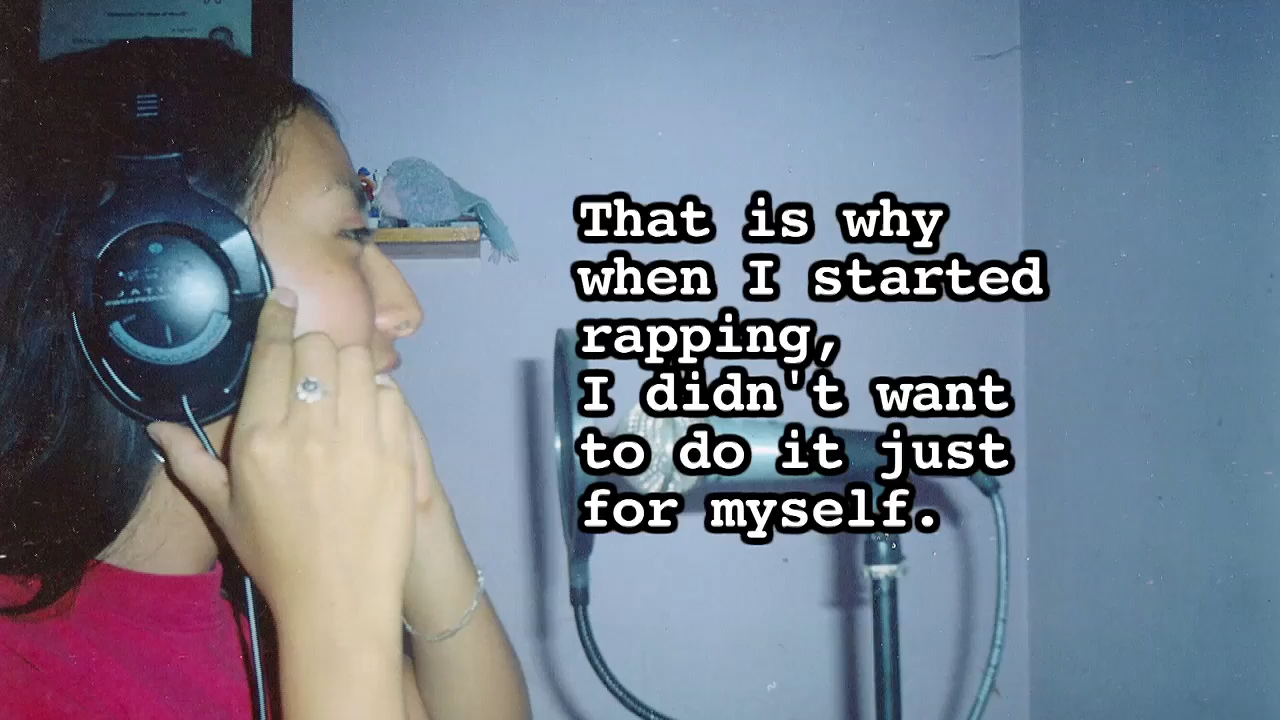 That is why
when I started
rapping,
I didn't want
to do it just
for myself.